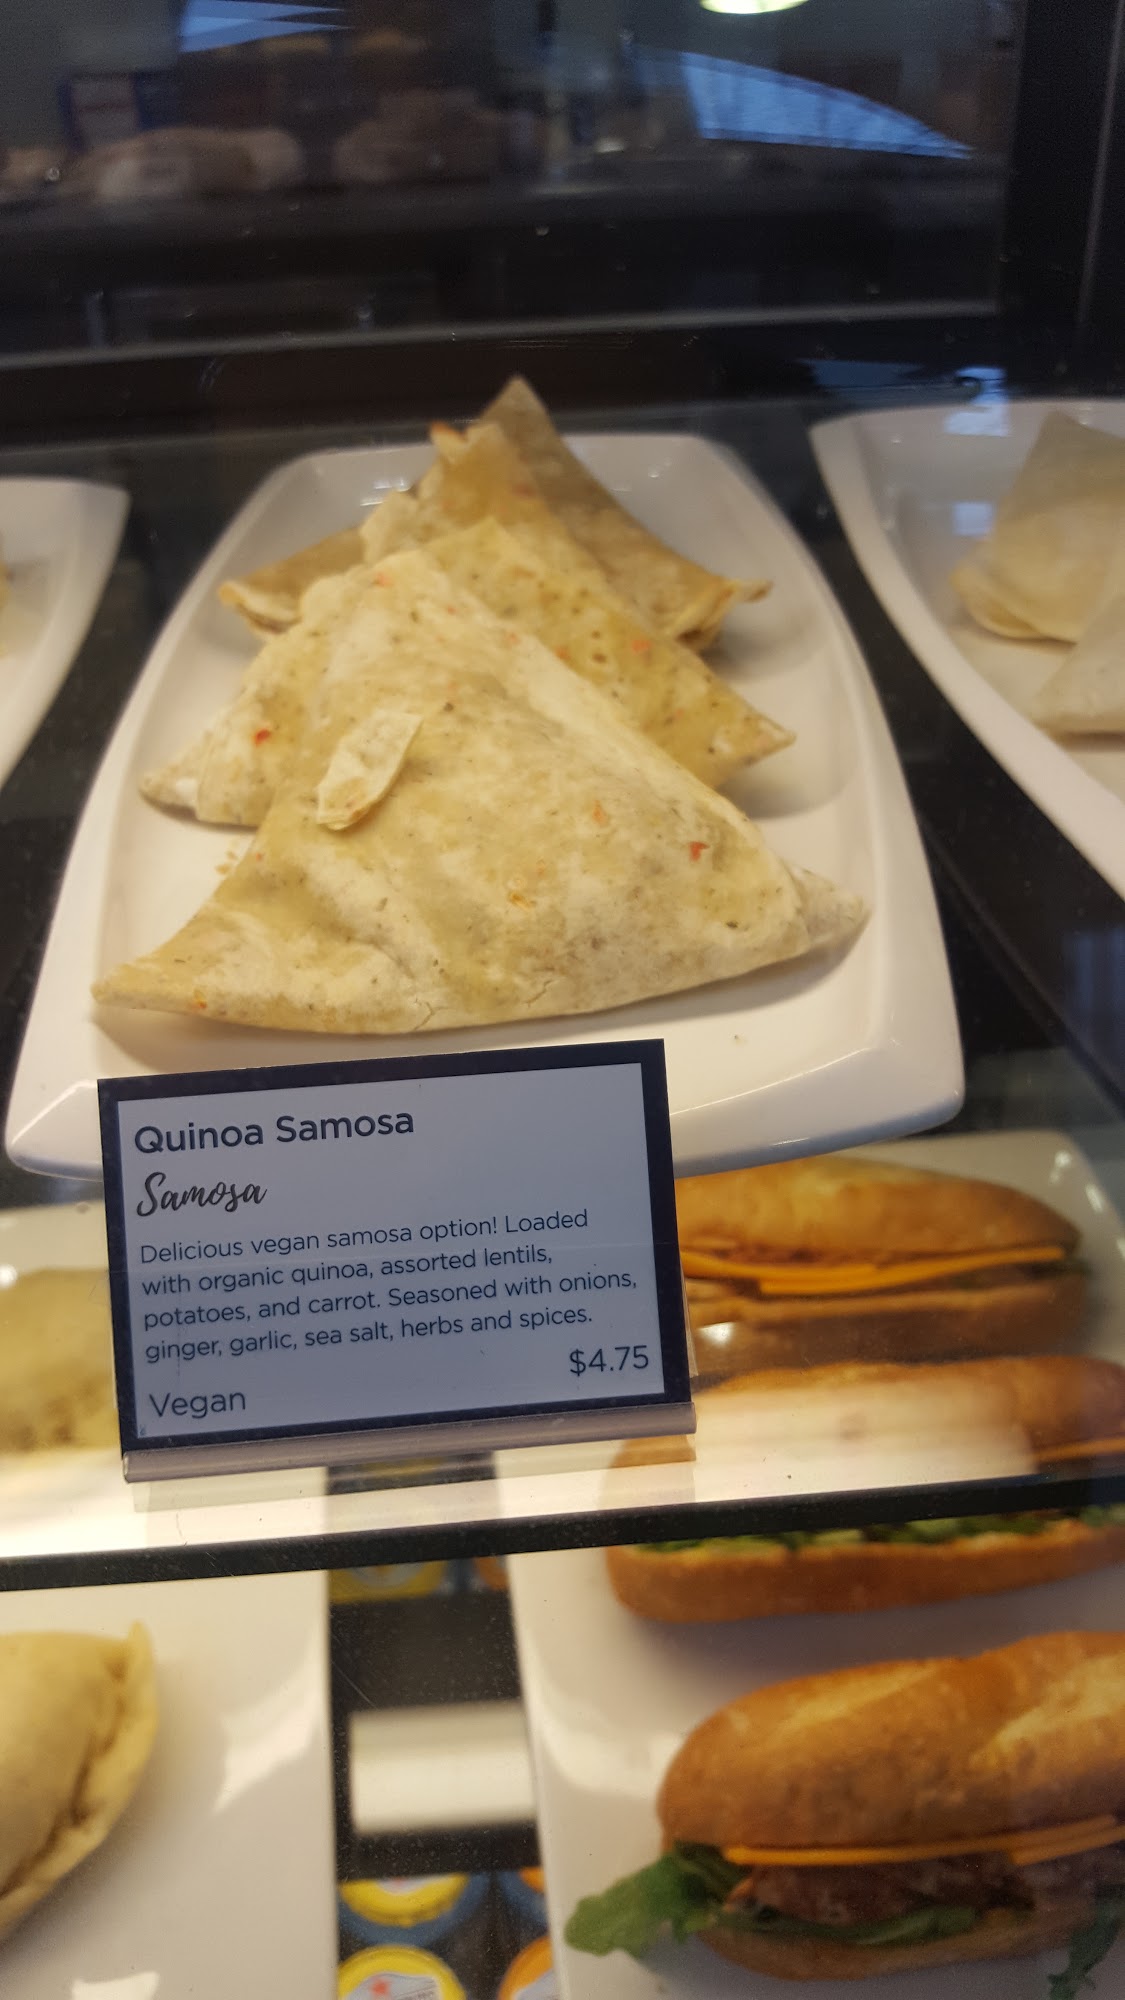 Quinoa Samosa
Samosa
Delicious vegan samosa option! Loaded
with organic quinoa, assorted lentils,
potatoes, and carrot. Seasoned with onions,
ginger, garlic, sea salt, herbs and spices.
$4.75
Vegan